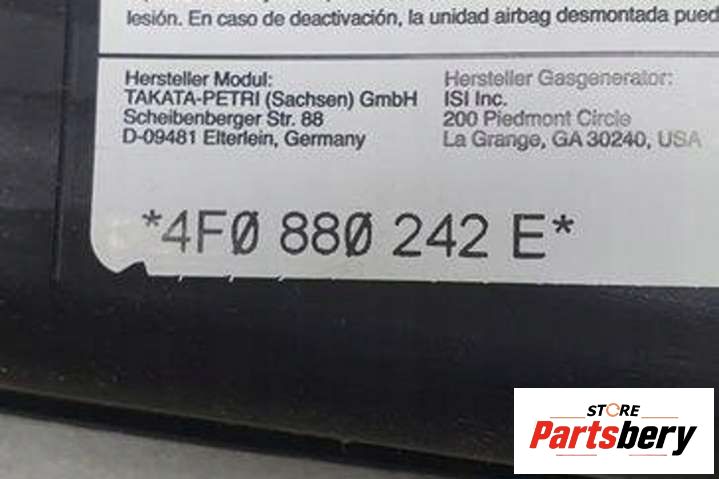 lesión. En caso de deactivación, la unidad airbag desmontada pued
Hersteller Modul:
TAKATA-PETRI (Sachsen) GmbH
Scheibenberger Str. 88
D-09481 Elterlein, Germany
Hersteller Gasgenerator:
ISI Inc.
200 Piedmont Circle
La Grange, GA 30240, USA
*4F0 880 242 E*
STORE
Partsbery